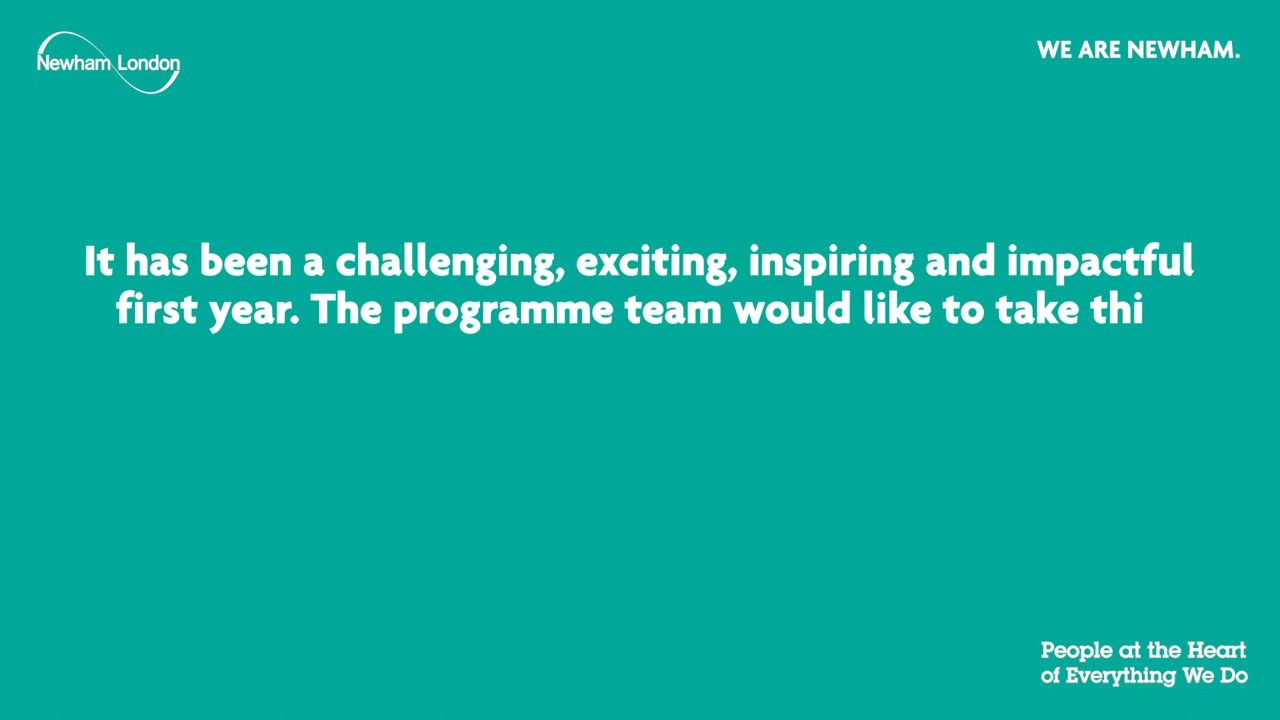 Newham London
WE ARE NEWHAM.
It has been a challenging, exciting, inspiring and impactful
first year. The programme team would like to take thi
People at the Heart
of Everything We Do